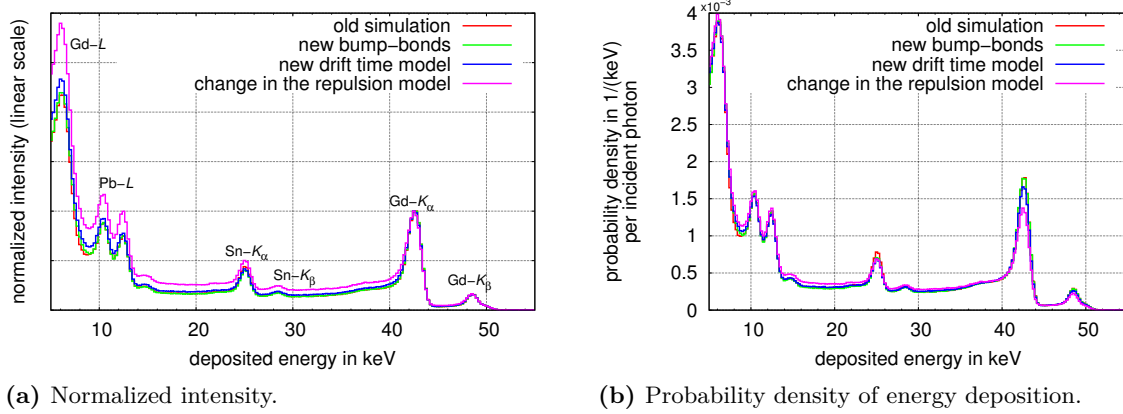 normalized intensity (linear scale)
Gd−L
Pb−L
Sn−Kα
Sn−Kβ
Gd−Kα
Gd−Kβ
old simulation
new bump−bonds
new drift time model
change in the repulsion model
10 20 30 40 50
deposited energy in keV
(a) Normalized intensity.
×10⁻³
4
3.5
3
2.5
2
1.5
1
0.5
0
probability density in 1/(keV)
per incident photon
old simulation
new bump−bonds
new drift time model
change in the repulsion model
10 20 30 40 50
deposited energy in keV
(b) Probability density of energy deposition.